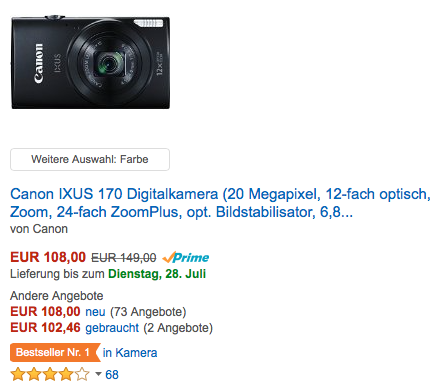 Canon
IXUS
12x
Weitere Auswahl: Farbe
Canon IXUS 170 Digitalkamera (20 Megapixel, 12-fach optisch,
Zoom, 24-fach ZoomPlus, opt. Bildstabilisator, 6,8...
von Canon
EUR 108,00 EUR 149,00 Prime
Lieferung bis zum Dienstag, 28. Juli
Andere Angebote
EUR 108,00 neu (73 Angebote)
EUR 102,46 gebraucht (2 Angebote)
Bestseller Nr. 1 in Kamera
68